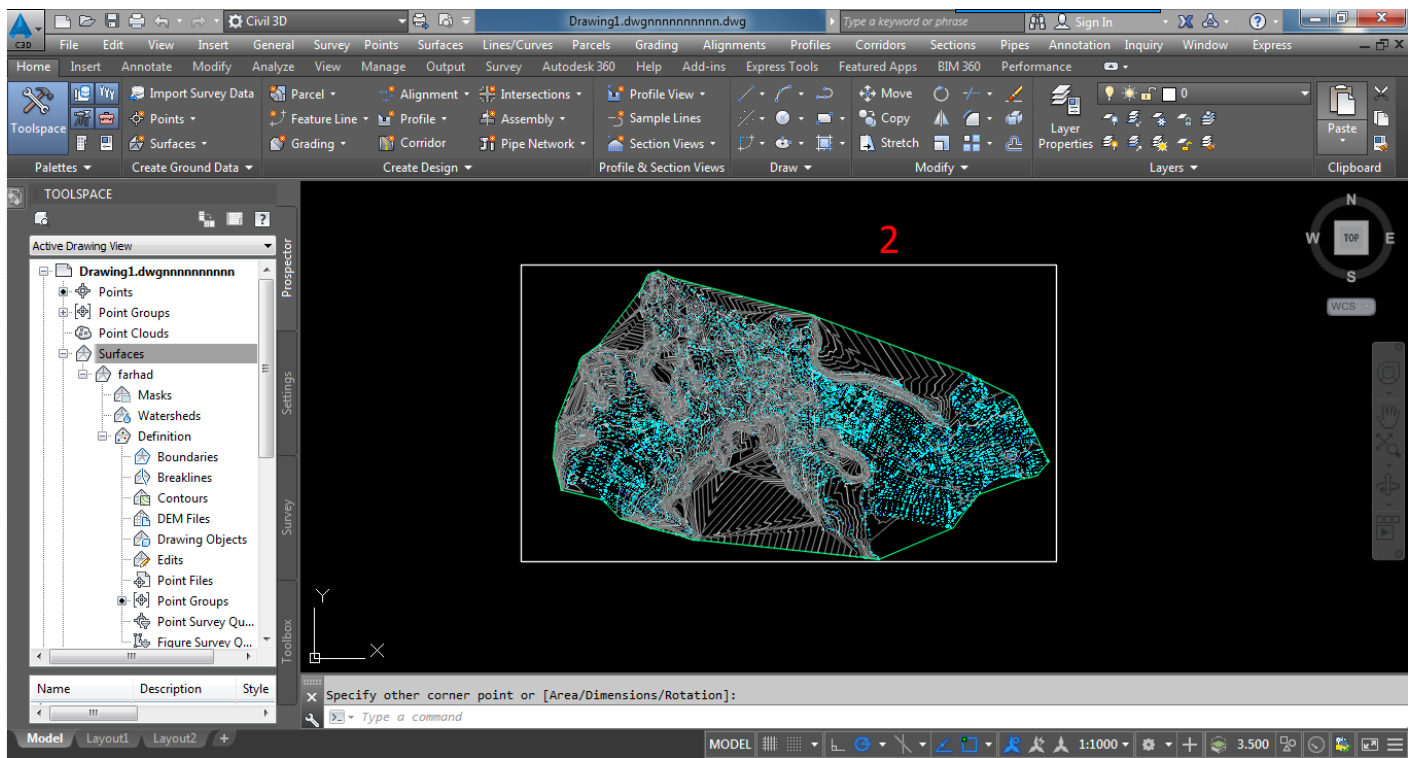 Civil 3D Drawing1.dwgnnnnnnnnnn.dwg Type a keyword or phrase Sign In
C3D File Edit View Insert General Survey Points Surfaces Lines/Curves Parcels Grading Alignments Profiles Corridors Sections Pipes Annotation Inquiry Window Express
Home Insert Annotate Modify Analyze View Manage Output Survey Autodesk 360 Help Add-ins Express Tools Featured Apps BIM 360 Performance
Import Survey Data Parcel Alignment Intersections Profile View Move 0
Toolspace Points Feature Line Profile Assembly Sample Lines Copy Layer Properties Paste
Surfaces Grading Corridor Pipe Network Section Views Stretch
Palettes Create Ground Data Create Design Profile & Section Views Draw Modify Layers Clipboard
TOOLSPACE
Active Drawing View
Drawing1.dwgnnnnnnnnnn
Points
Point Groups
Point Clouds
Surfaces
farhad
Masks
Watersheds
Definition
Boundaries
Breaklines
Contours
DEM Files
Drawing Objects
Edits
Point Files
Point Groups
Point Survey Qu...
Figure Survey Q...
Name Description Style
Prospector
Settings
Survey
Toolbox
2
N
W TOP E
S
WCS
Y
X
Specify other corner point or [Area/Dimensions/Rotation]:
Type a command
Model Layout1 Layout2 + MODEL 1:1000 3.500